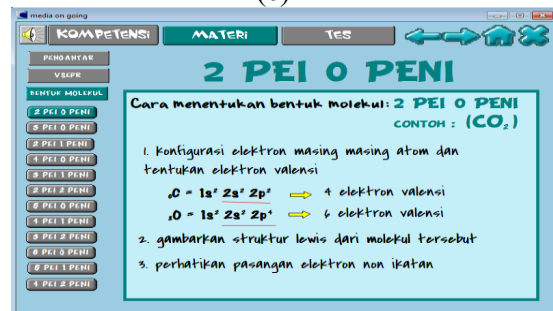 media on going
KOMPETENSI MATERI TES
PENGANTAR
VSEPR
BENTUK MOLEKUL
2 PEI 0 PENI
3 PEI 0 PENI
2 PEI 1 PENI
4 PEI 0 PENI
3 PEI 1 PENI
2 PEI 2 PENI
5 PEI 0 PENI
4 PEI 1 PENI
3 PEI 2 PENI
6 PEI 0 PENI
5 PEI 1 PENI
4 PEI 2 PENI
2 PEI 0 PENI
Cara menentukan bentuk molekul: 2 PEI 0 PENI
CONTOH : (CO₂)
1. Konfigurasi elektron masing masing atom dan
tentukan elektron valensi
₆C = 1s² 2s² 2p² ⇒ 4 elektron valensi
₈O = 1s² 2s² 2p⁴ ⇒ 6 elektron valensi
2. gambarkan struktur lewis dari molekul tersebut
3. perhatikan pasangan elektron non ikatan